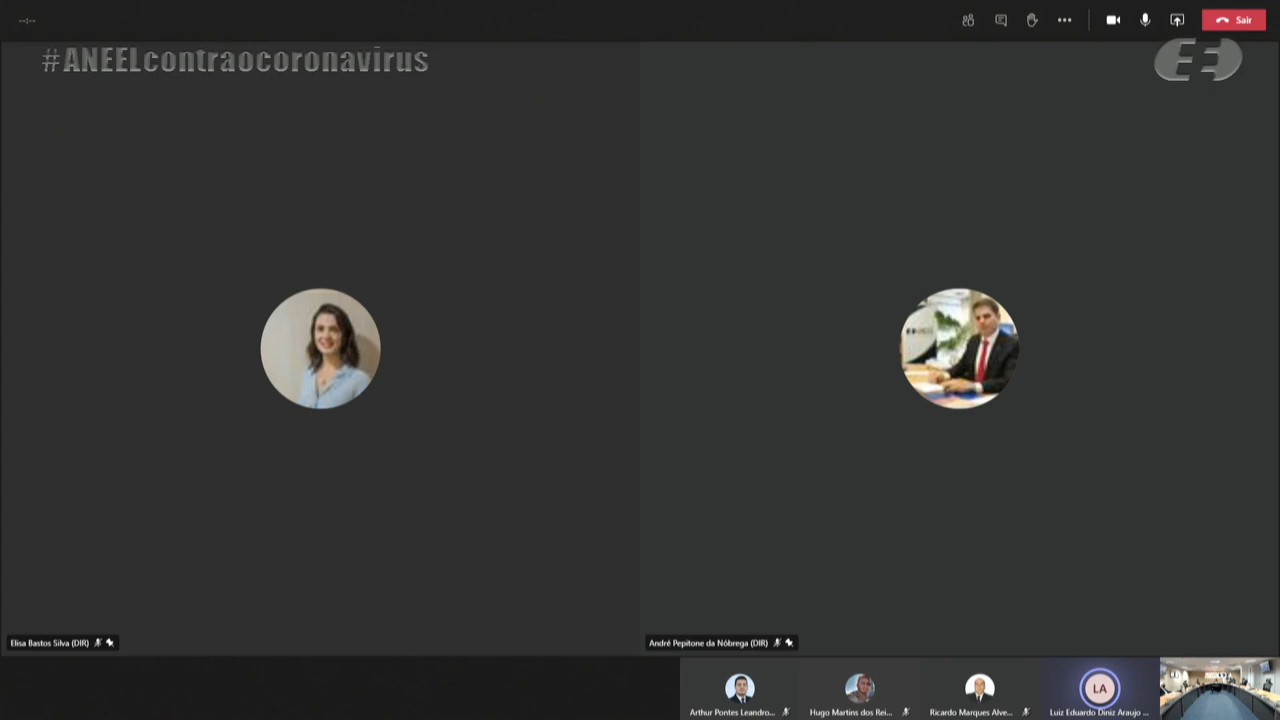 --:--
Sair
#ANEELcontraocoronavirus
Elisa Bastos Silva (DIR)
André Pepitone da Nóbrega (DIR)
Arthur Pontes Leandro...
Hugo Martins dos Rei...
Ricardo Marques Alve...
LA
Luiz Eduardo Diniz Araujo ...